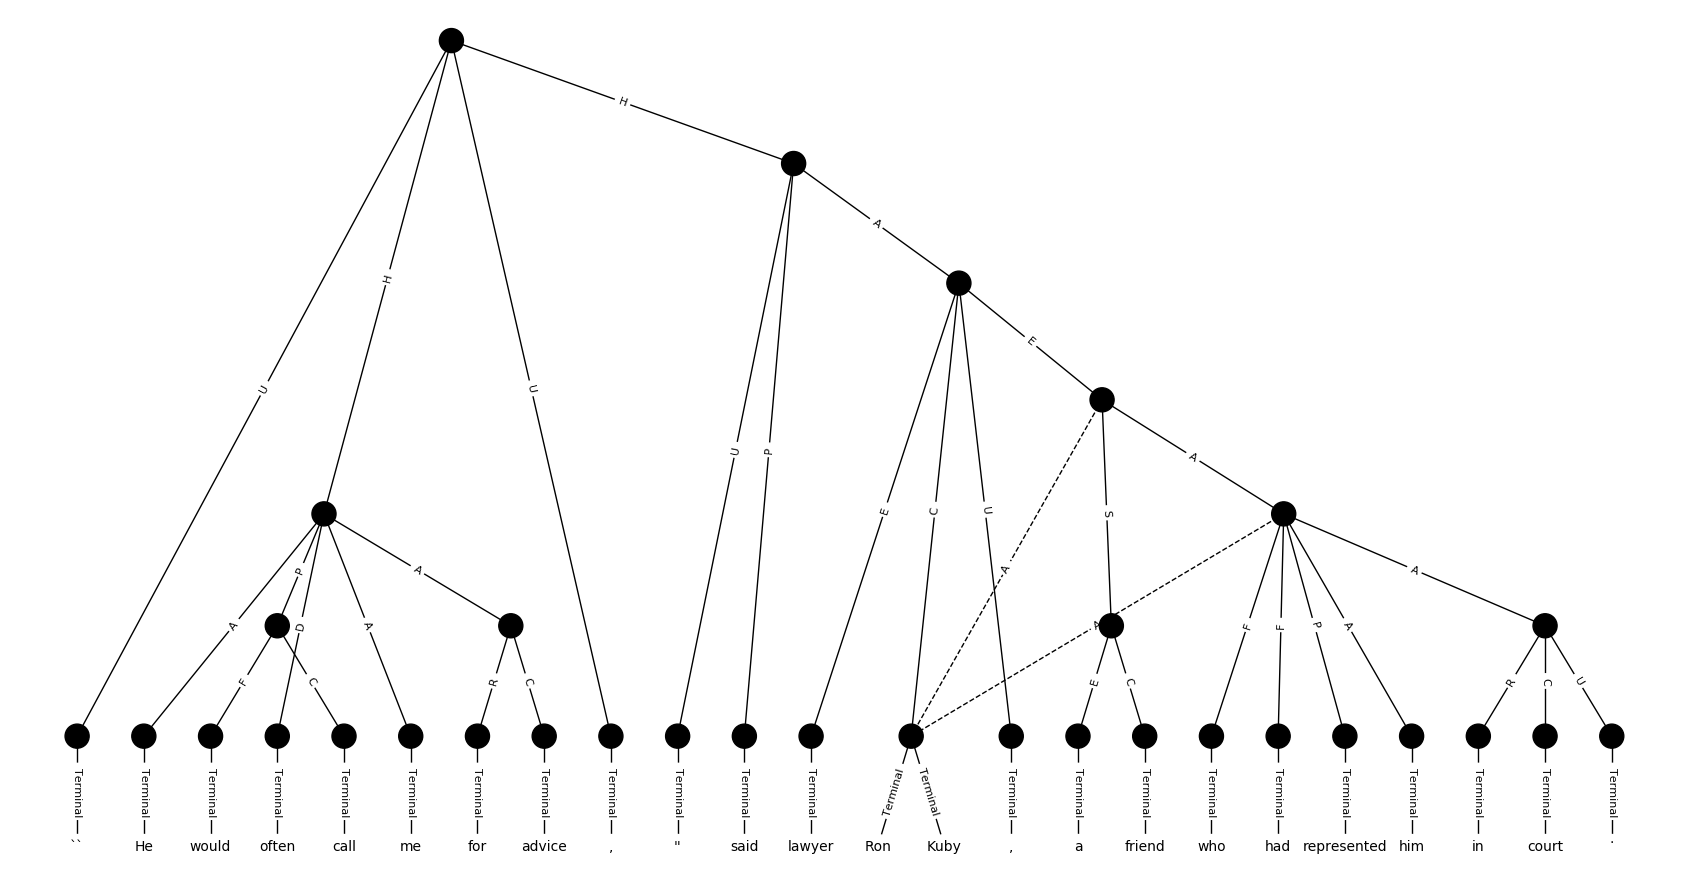 H
A
E
U
H
U
U
P
A
E
C
U
A
S
A
P
D
A
A
F
C
R
C
A
E
C
F
F
P
A
A
R
C
U
Terminal Terminal Terminal Terminal Terminal Terminal Terminal Terminal Terminal Terminal Terminal Terminal Terminal Terminal Terminal Terminal Terminal Terminal Terminal Terminal Terminal Terminal Terminal Terminal
`` He would often call me for advice , " said lawyer Ron Kuby , a friend who had represented him in court .